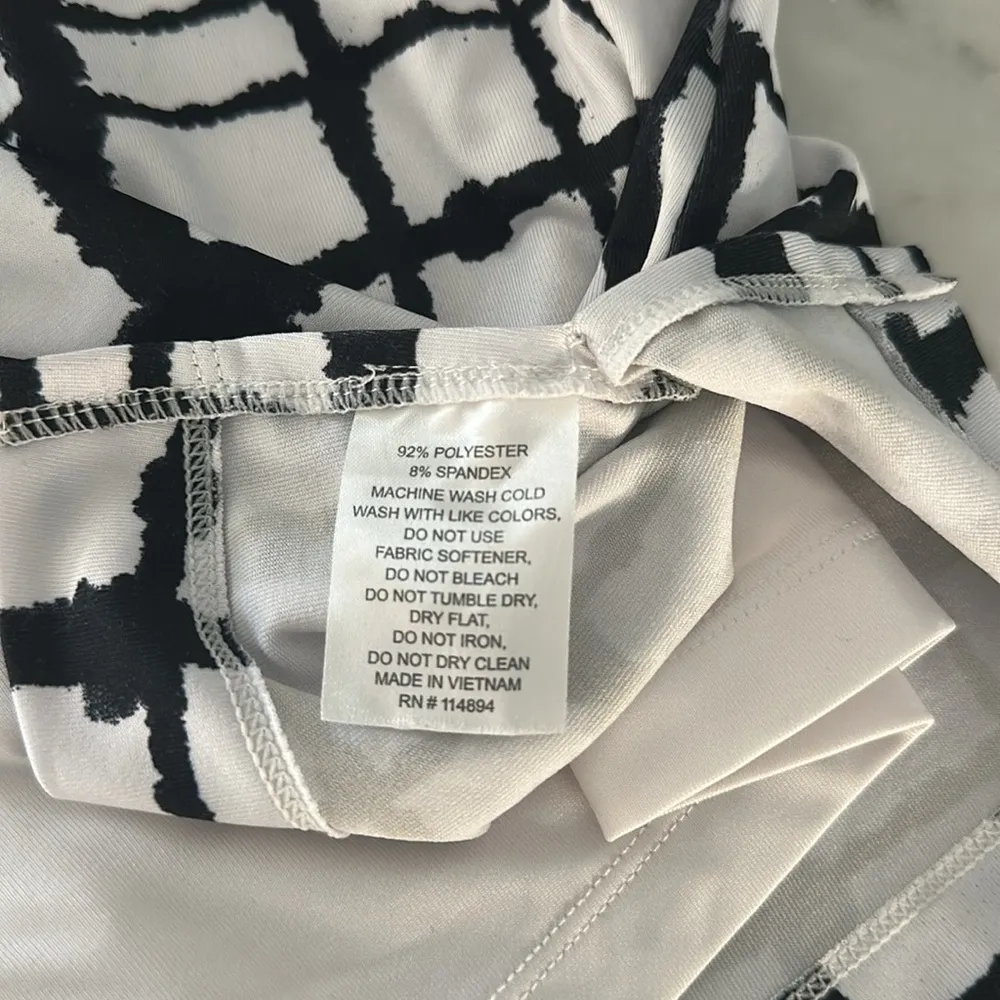 92% POLYESTER
8% SPANDEX
MACHINE WASH COLD
WASH WITH LIKE COLORS,
DO NOT USE
FABRIC SOFTENER,
DO NOT BLEACH
DO NOT TUMBLE DRY,
DRY FLAT,
DO NOT IRON,
DO NOT DRY CLEAN
MADE IN VIETNAM
RN # 114894